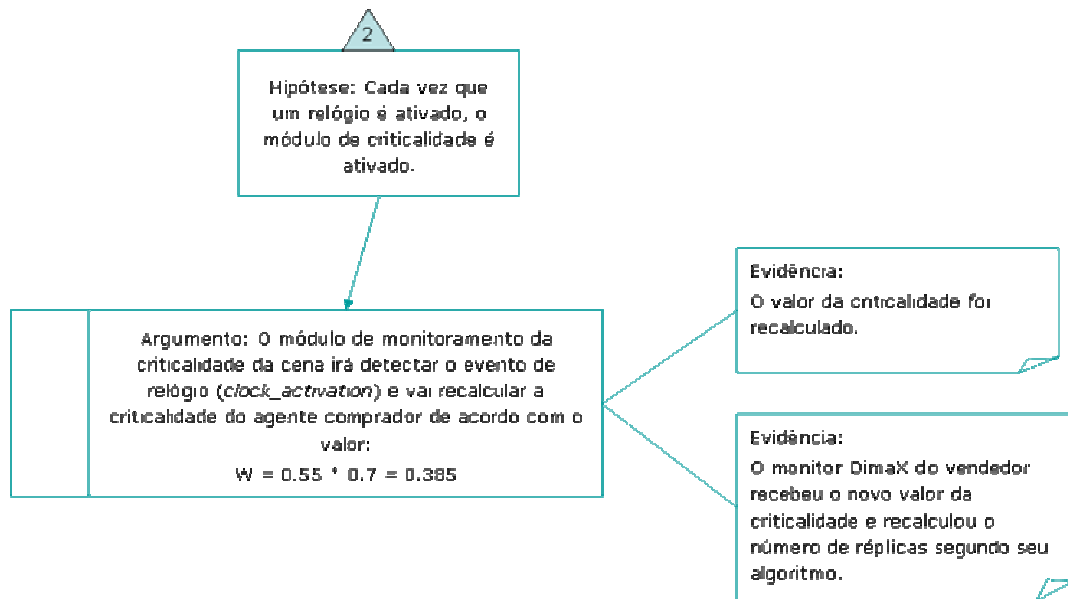 2
Hipótese: Cada vez que
um relógio é ativado, o
módulo de criticalidade é
ativado.
Argumento: O módulo de monitoramento da
criticalidade da cena irá detectar o evento de
relógio (clock_activation) e vai recalcular a
criticalidade do agente comprador de acordo com o
valor:
W = 0.55 * 0.7 = 0.385
Evidência:
O valor da criticalidade foi
recalculado.
Evidência:
O monitor DimaX do vendedor
recebeu o novo valor da
criticalidade e recalculou o
número de réplicas segundo seu
algoritmo.